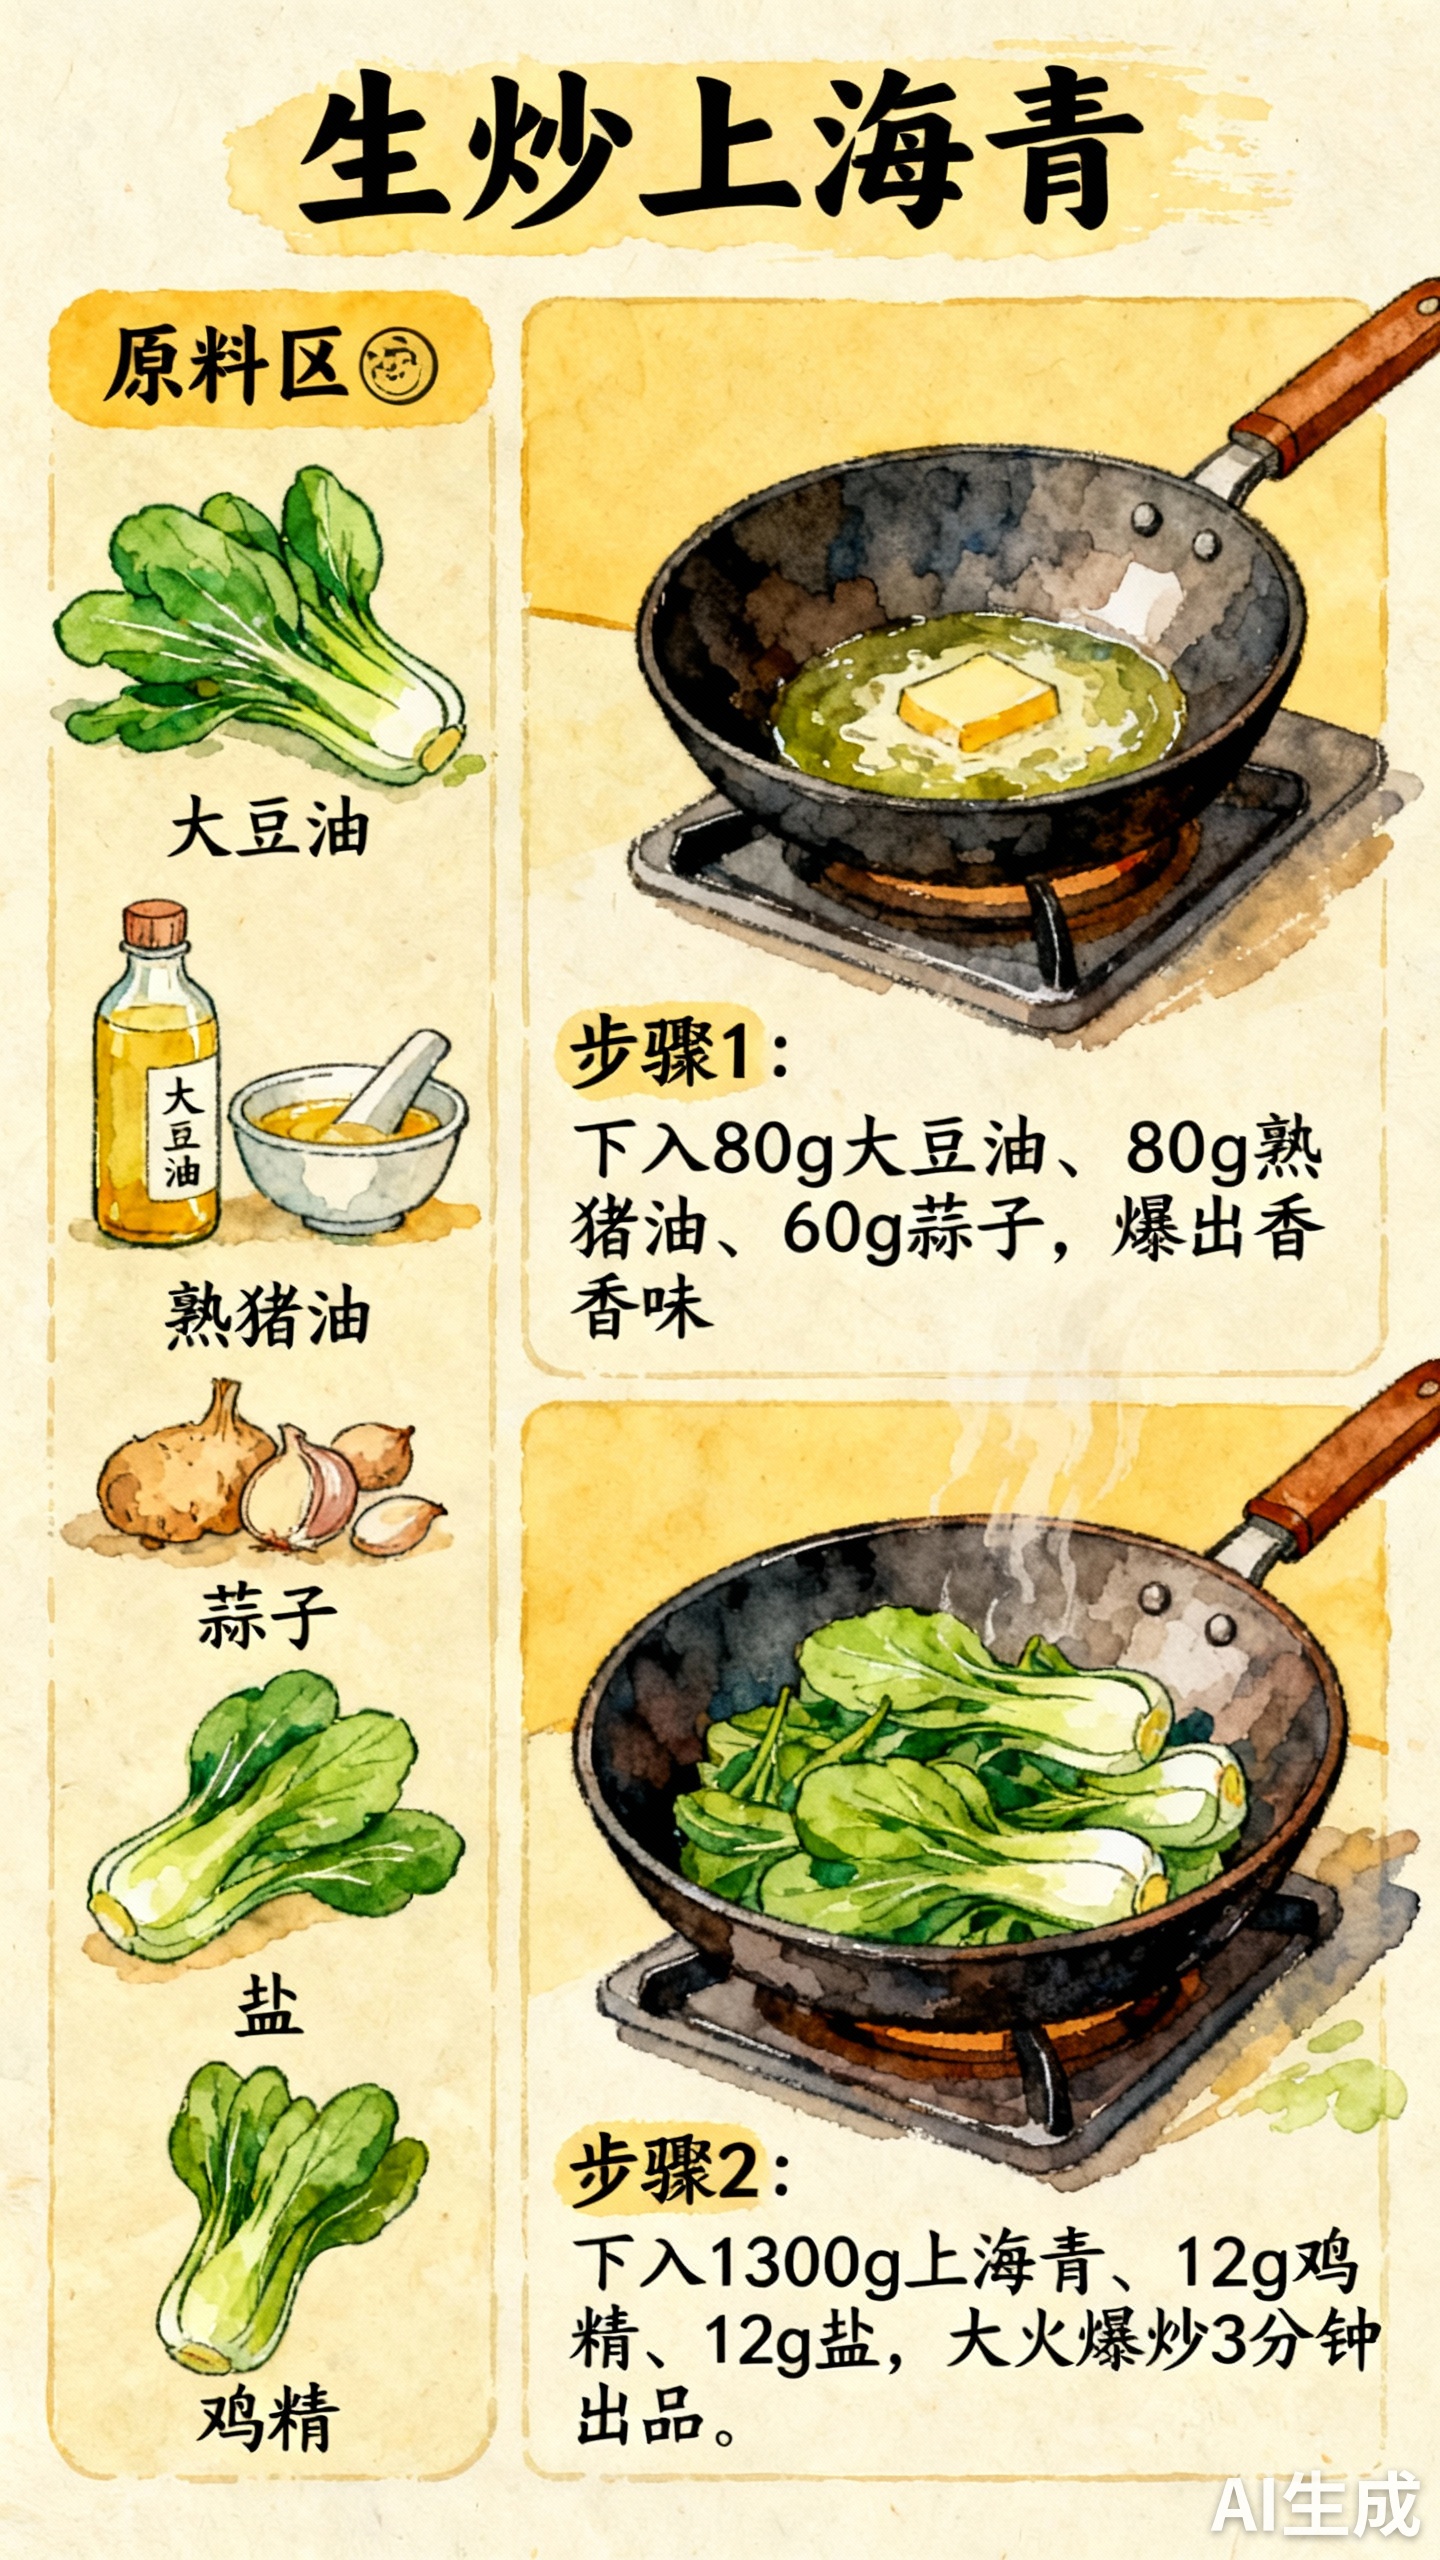 生炒上海青
原料区
大豆油
大豆油
熟猪油
蒜子
盐
鸡精
步骤1：
下入80g大豆油、80g熟
猪油、60g蒜子，爆出香
香味
步骤2：
下入1300g上海青、12g鸡
精、12g盐，大火爆炒3分钟
出品。
AI生成